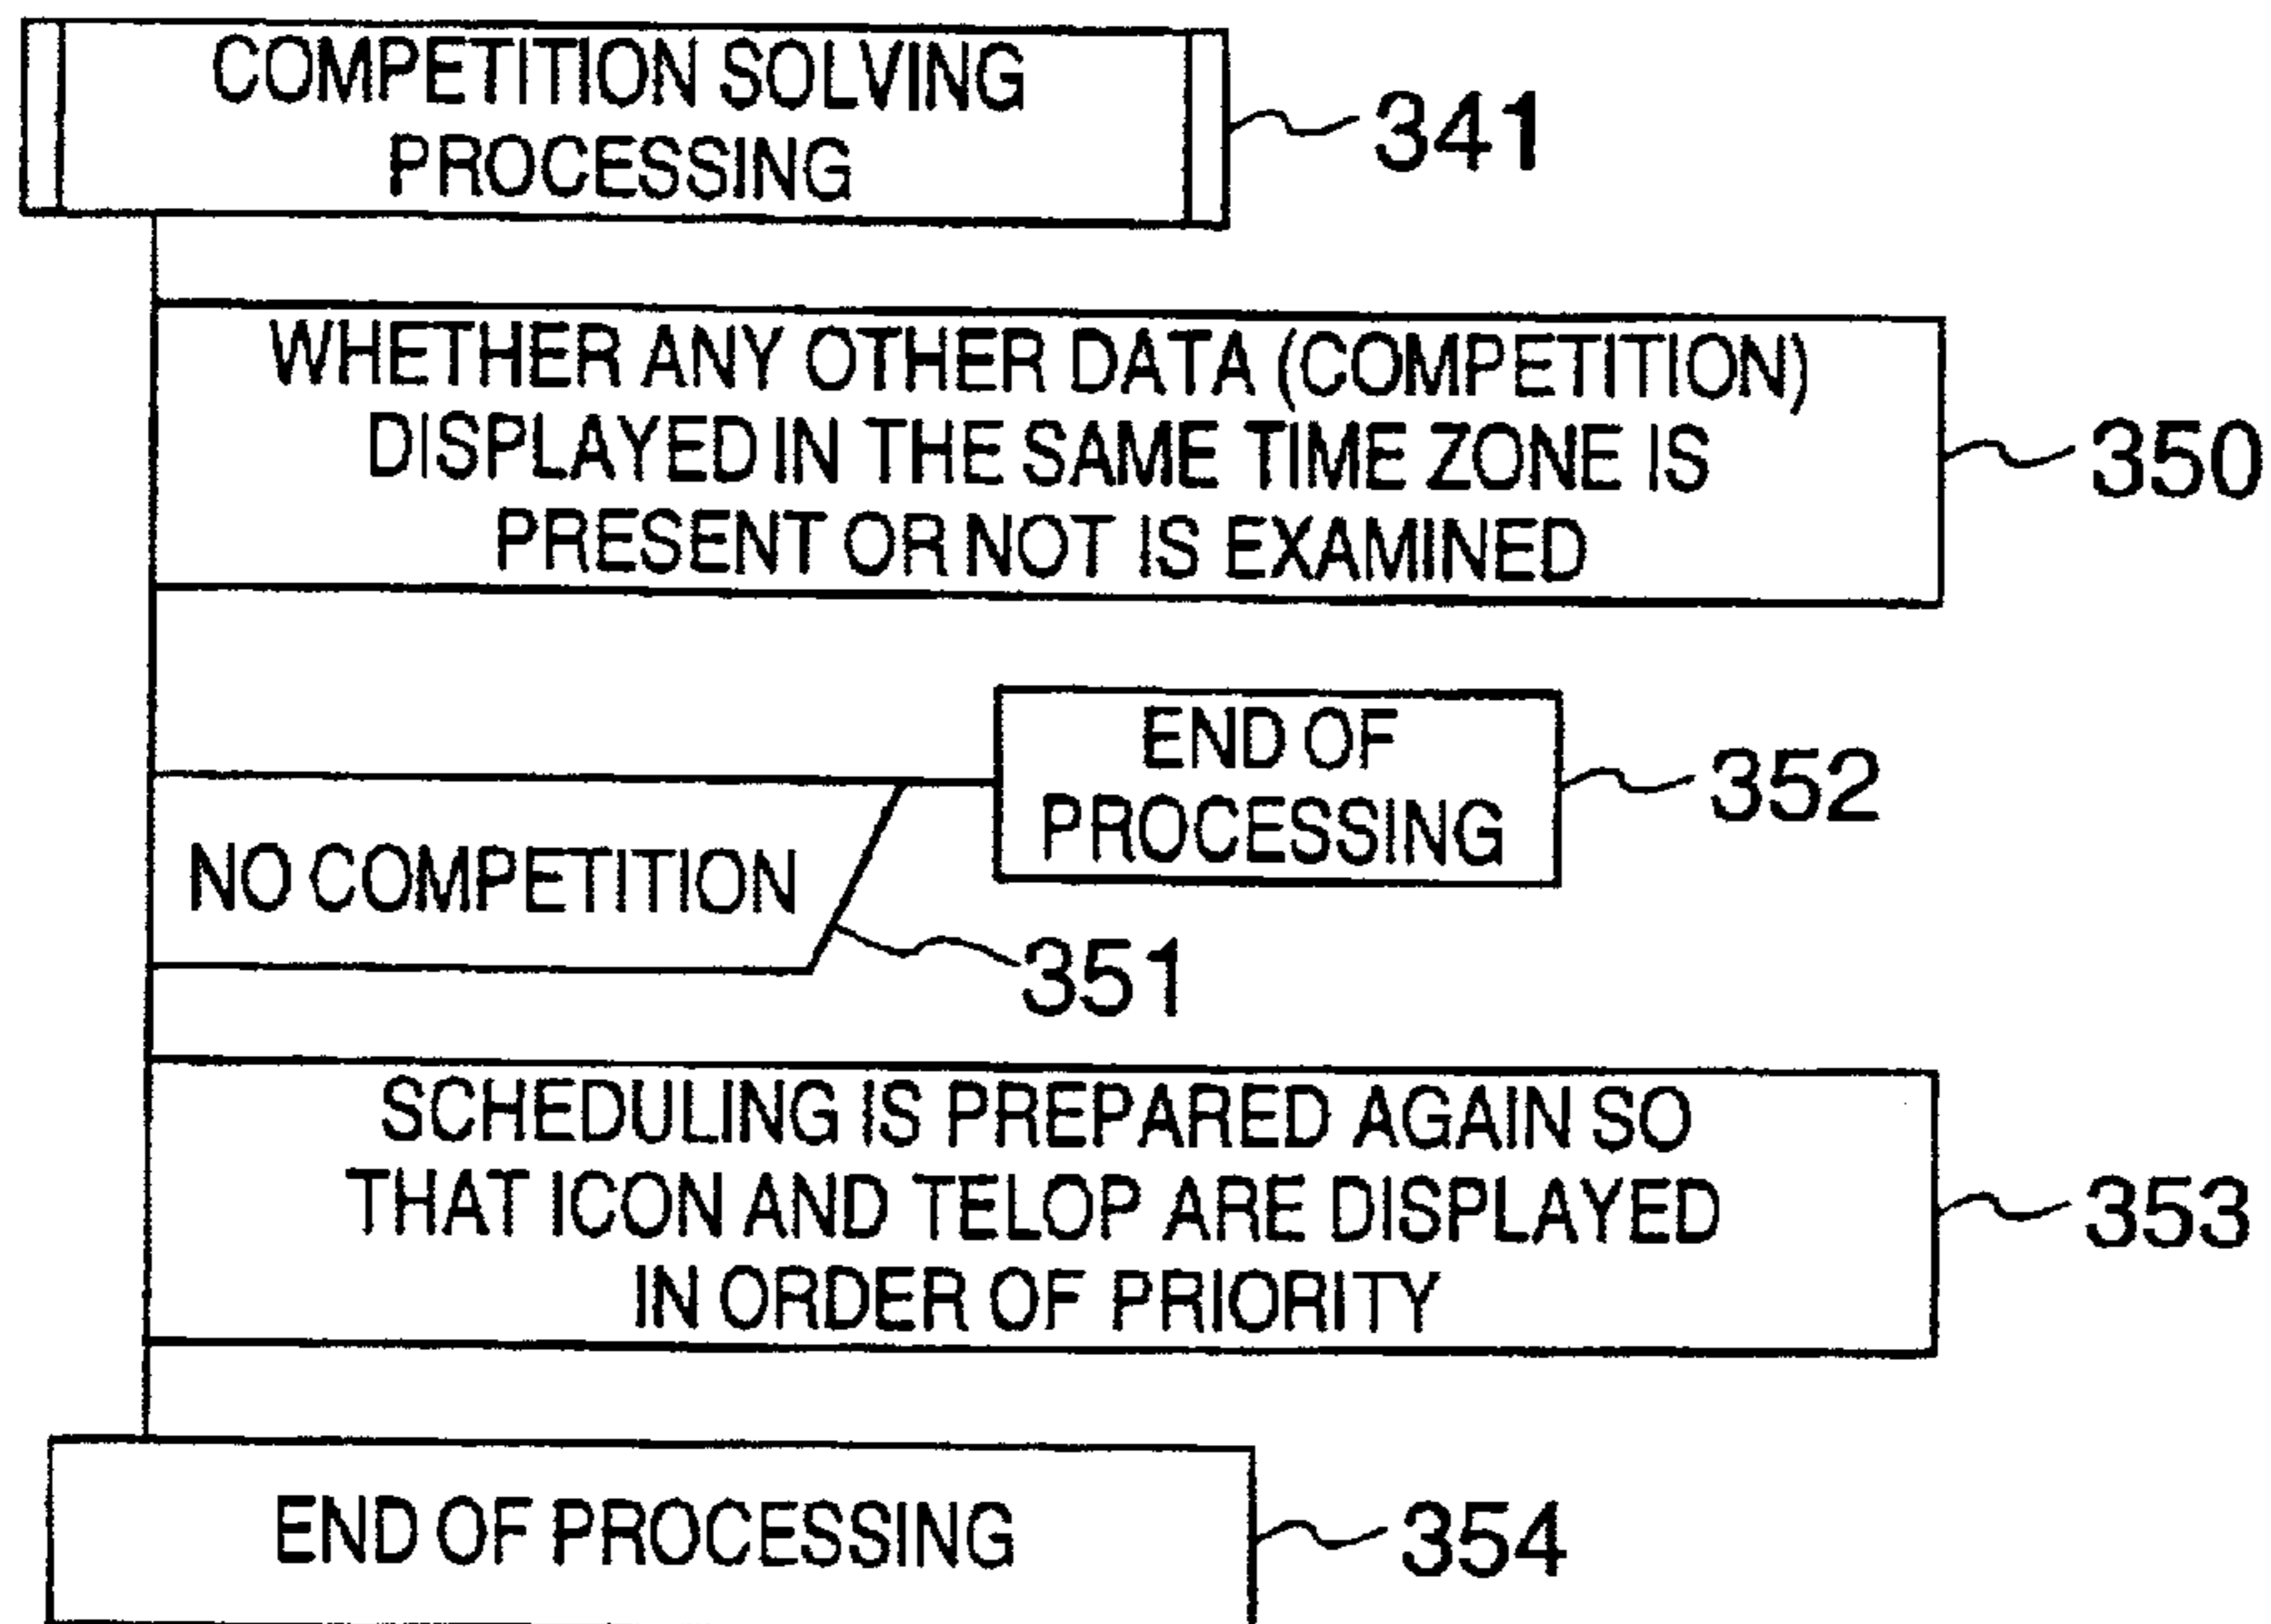 COMPETITION SOLVING
PROCESSING
341
WHETHER ANY OTHER DATA (COMPETITION)
DISPLAYED IN THE SAME TIME ZONE IS
PRESENT OR NOT IS EXAMINED
350
END OF
PROCESSING
352
NO COMPETITION
351
SCHEDULING IS PREPARED AGAIN SO
THAT ICON AND TELOP ARE DISPLAYED
IN ORDER OF PRIORITY
353
END OF PROCESSING
354